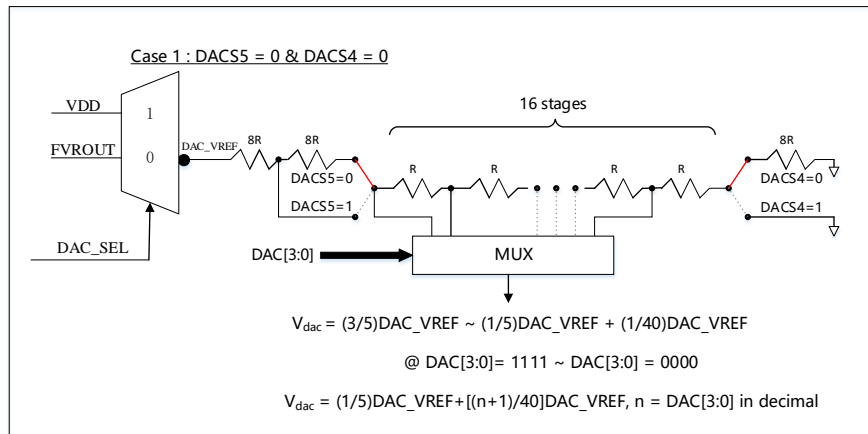 Case 1 : DACS5 = 0 & DACS4 = 0
VDD
1
FVROUT
0
DAC_VREF
DAC_SEL
8R
8R
DACS5=0
DACS5=1
16 stages
R
R
R
R
8R
DACS4=0
DACS4=1
DAC[3:0]
MUX
Vdac = (3/5)DAC_VREF ~ (1/5)DAC_VREF + (1/40)DAC_VREF
@ DAC[3:0]= 1111 ~ DAC[3:0] = 0000
Vdac = (1/5)DAC_VREF+[(n+1)/40]DAC_VREF, n = DAC[3:0] in decimal